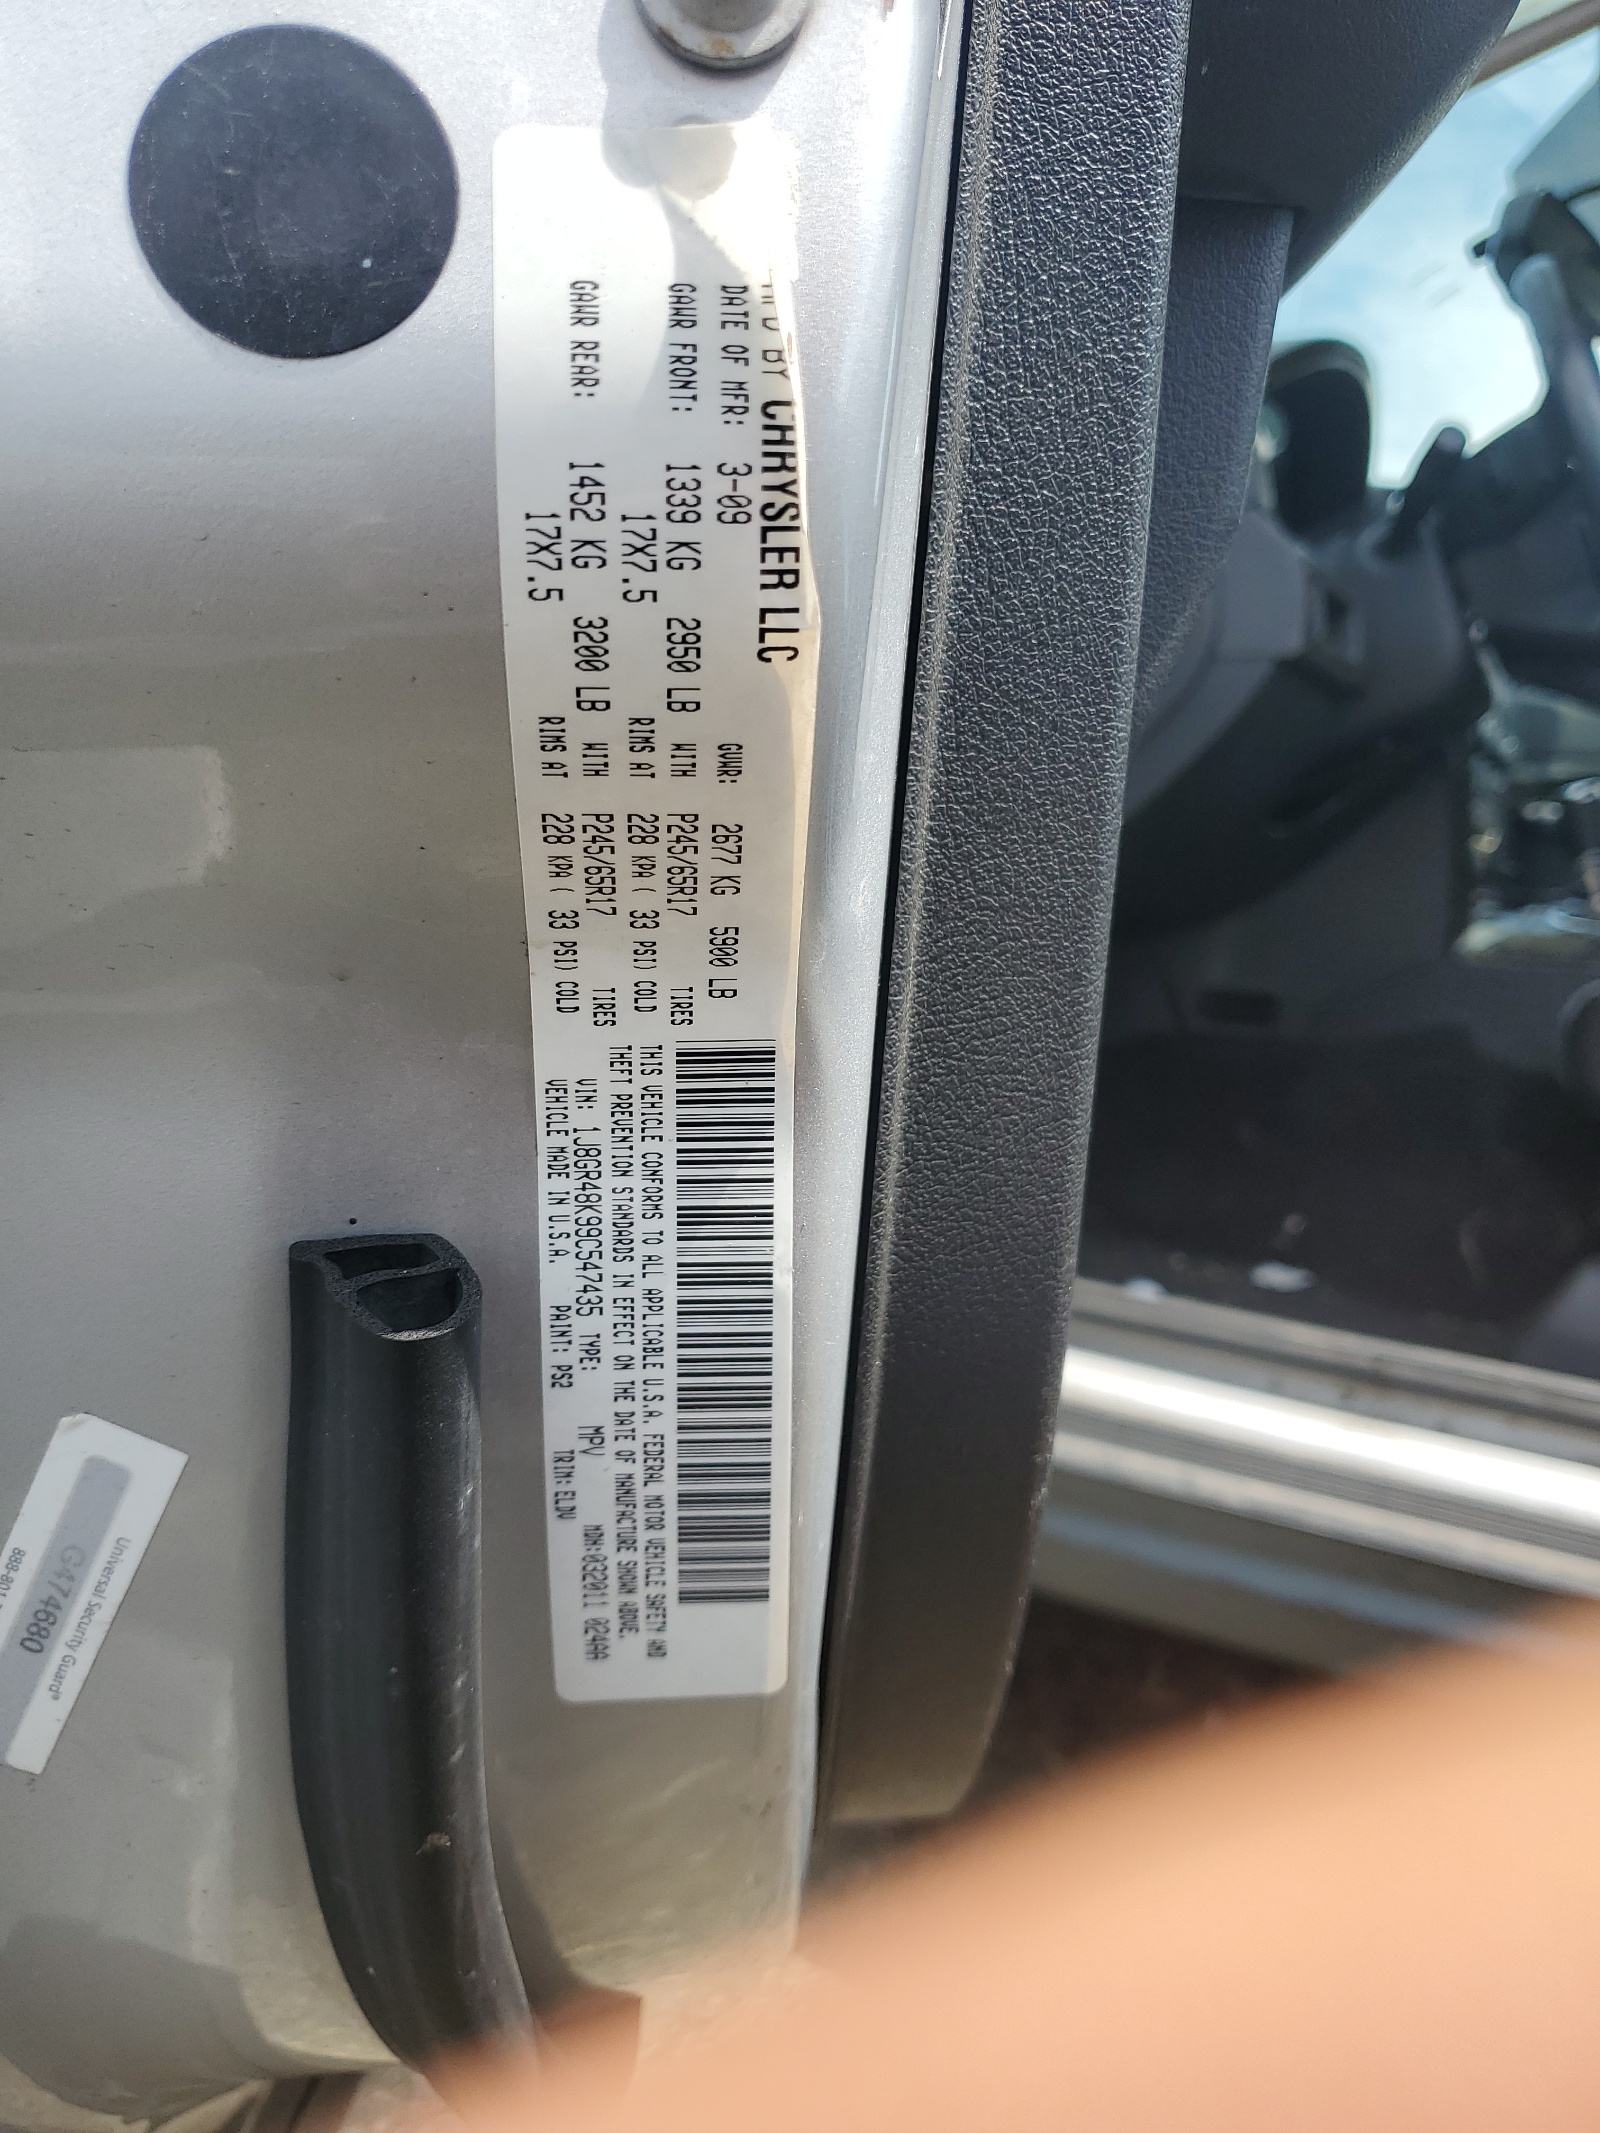 BY CHRYSLER LLC
DATE OF MFR: 3-09 GVWR: 2677 KG 5900 LB
GAWR FRONT: 1339 KG 2950 LB WITH P245/65R17 TIRES
17X7.5 RIMS AT 228 KPA ( 33 PSI) COLD
GAWR REAR: 1452 KG 3200 LB WITH P245/65R17 TIRES
17X7.5 RIMS AT 228 KPA ( 33 PSI) COLD
THIS VEHICLE CONFORMS TO ALL APPLICABLE U.S.A. FEDERAL MOTOR VEHICLE SAFETY AND
THEFT PREVENTION STANDARDS IN EFFECT ON THE DATE OF MANUFACTURE SHOWN ABOVE.
VIN: 1J8GR48K99C547435 TYPE: MPV MDH:032011 024AA
VEHICLE MADE IN U.S.A. PAINT: PS2 TRIM: ELDV
Universal Security Guard®
G474680